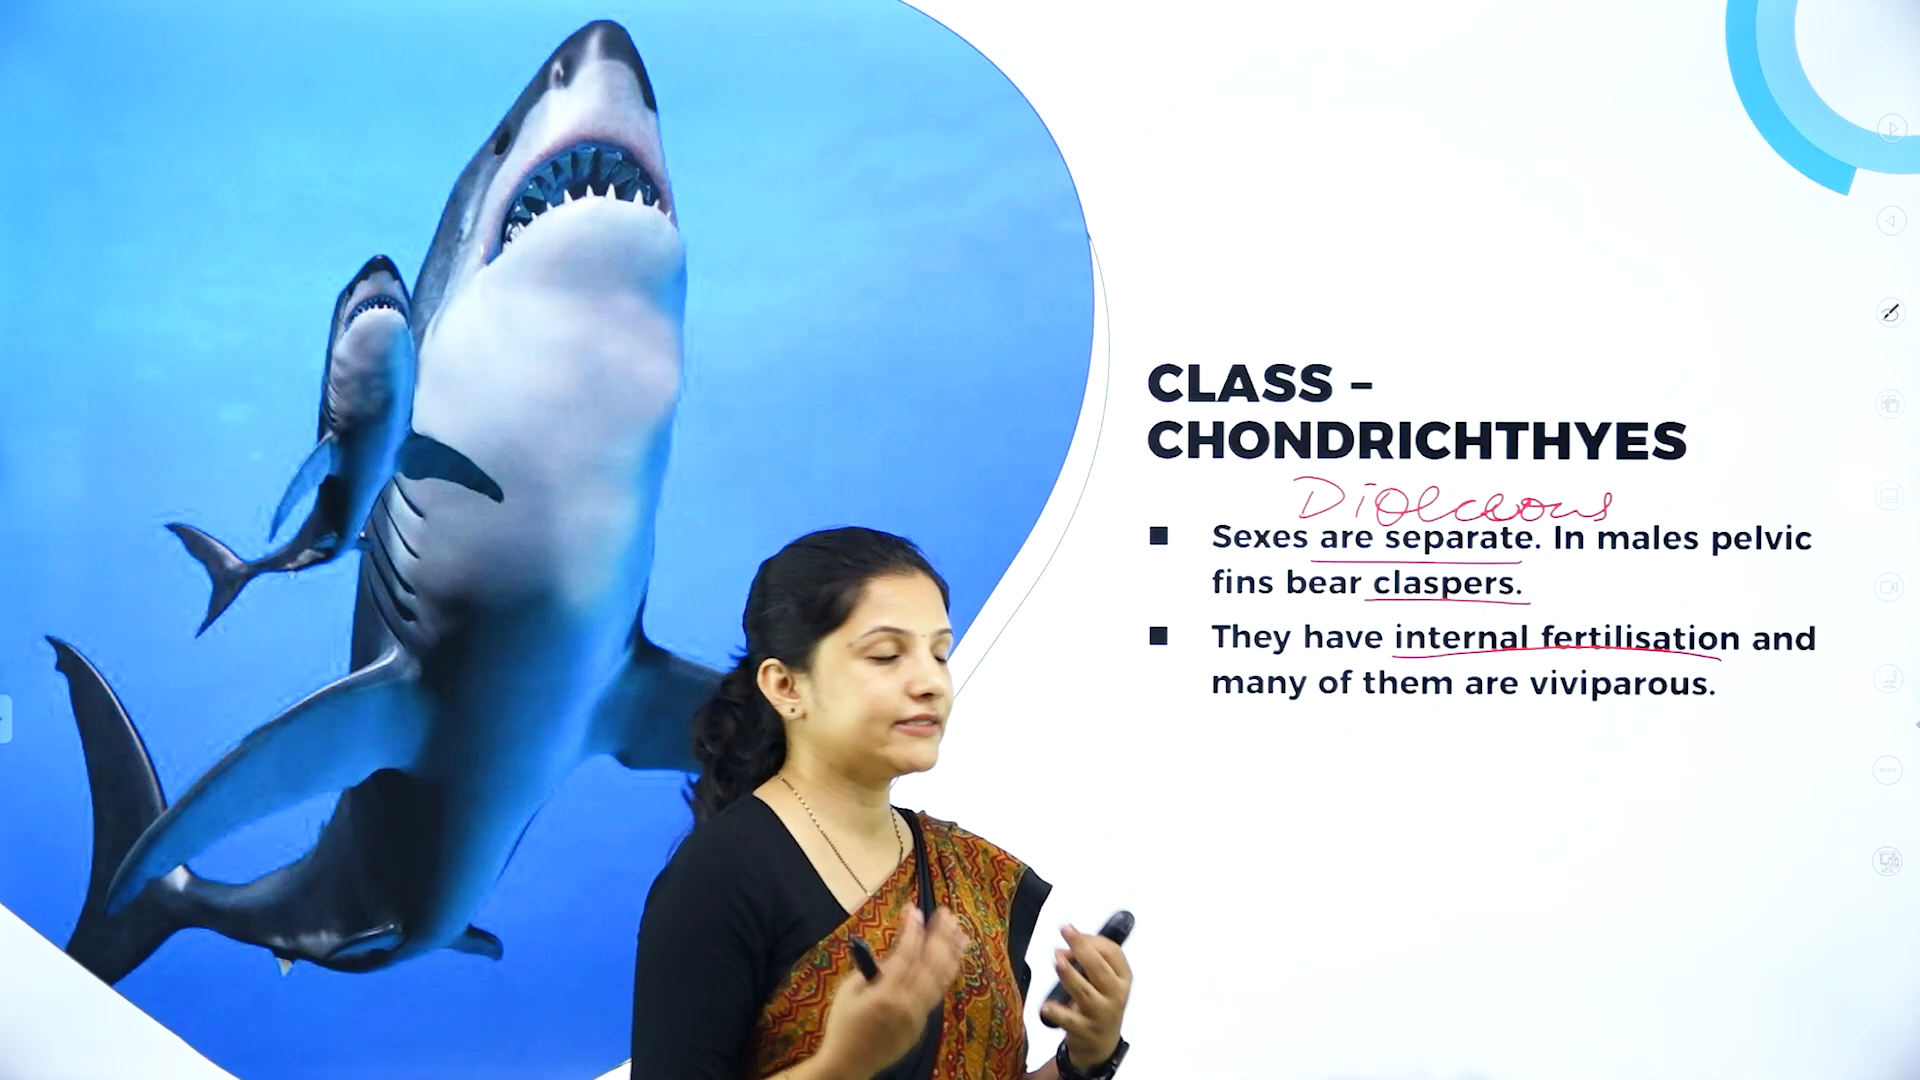 CLASS –
CHONDRICHTHYES
Dioecious
■ Sexes are separate. In males pelvic
fins bear claspers.
■ They have internal fertilisation and
many of them are viviparous.